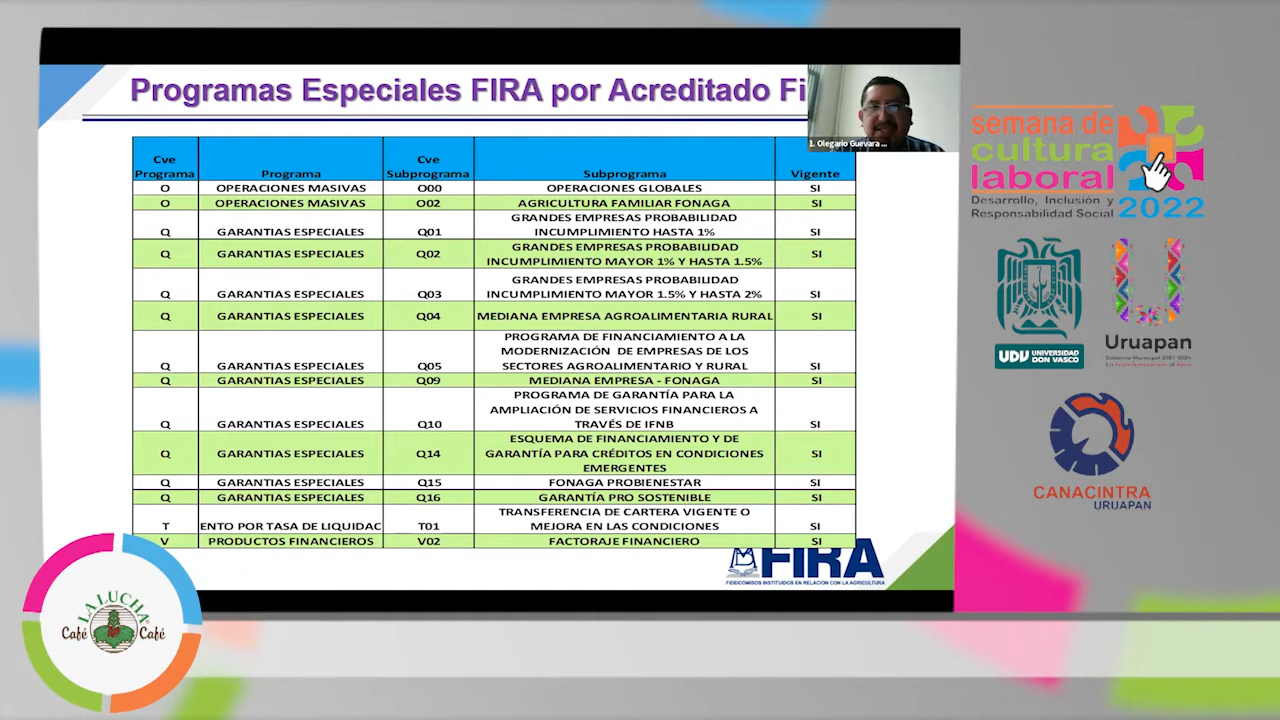 Programas Especiales FIRA por Acreditado Fi
1. Olegario Guevara ...
Cve Programa Programa Cve Subprograma Subprograma Vigente
O OPERACIONES MASIVAS O00 OPERACIONES GLOBALES SI
O OPERACIONES MASIVAS O02 AGRICULTURA FAMILIAR FONAGA SI
GRANDES EMPRESAS PROBABILIDAD
Q GARANTIAS ESPECIALES Q01 INCUMPLIMIENTO HASTA 1% SI
GRANDES EMPRESAS PROBABILIDAD
Q GARANTIAS ESPECIALES Q02 INCUMPLIMIENTO MAYOR 1% Y HASTA 1.5% SI
GRANDES EMPRESAS PROBABILIDAD
Q GARANTIAS ESPECIALES Q03 INCUMPLIMIENTO MAYOR 1.5% Y HASTA 2% SI
Q GARANTIAS ESPECIALES Q04 MEDIANA EMPRESA AGROALIMENTARIA RURAL SI
PROGRAMA DE FINANCIAMIENTO A LA
MODERNIZACIÓN DE EMPRESAS DE LOS
Q GARANTIAS ESPECIALES Q05 SECTORES AGROALIMENTARIO Y RURAL SI
Q GARANTIAS ESPECIALES Q09 MEDIANA EMPRESA - FONAGA SI
PROGRAMA DE GARANTÍA PARA LA
AMPLIACIÓN DE SERVICIOS FINANCIEROS A
Q GARANTIAS ESPECIALES Q10 TRAVÉS DE IFNB SI
ESQUEMA DE FINANCIAMIENTO Y DE
Q GARANTIAS ESPECIALES Q14 GARANTÍA PARA CRÉDITOS EN CONDICIONES SI
EMERGENTES
Q GARANTIAS ESPECIALES Q15 FONAGA PROBIENESTAR SI
Q GARANTIAS ESPECIALES Q16 GARANTÍA PRO SOSTENIBLE SI
TRANSFERENCIA DE CARTERA VIGENTE O
T ENTO POR TASA DE LIQUIDAC T01 MEJORA EN LAS CONDICIONES SI
V PRODUCTOS FINANCIEROS V02 FACTORAJE FINANCIERO SI
FIRA
FIDEICOMISOS INSTITUIDOS EN RELACIÓN CON LA AGRICULTURA
semana de
cultura
laboral
Desarrollo, Inclusión y
Responsabilidad Social
2022
UDV UNIVERSIDAD
DON VASCO
Uruapan
Gobierno Municipal 2021-2024
La transformación al bien
CANACINTRA
URUAPAN
LA LUCHA
Café Café